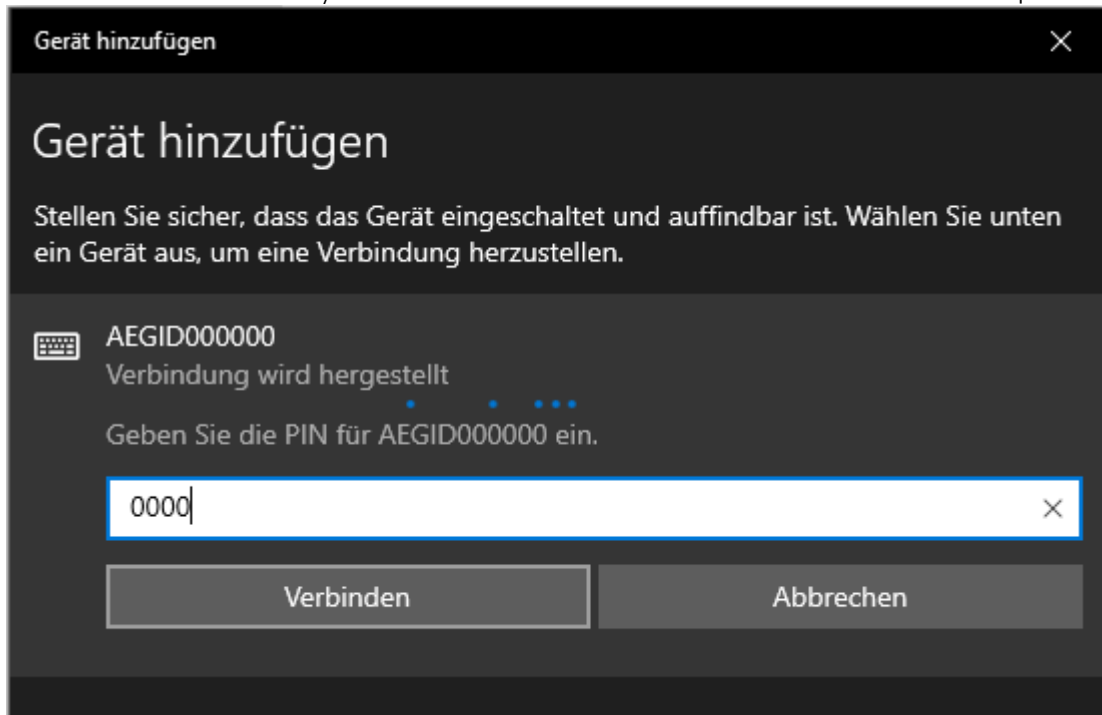 Gerät hinzufügen
Gerät hinzufügen
Stellen Sie sicher, dass das Gerät eingeschaltet und auffindbar ist. Wählen Sie unten
ein Gerät aus, um eine Verbindung herzustellen.
AEGID000000
Verbindung wird hergestellt
Geben Sie die PIN für AEGID000000 ein.
0000
Verbinden
Abbrechen